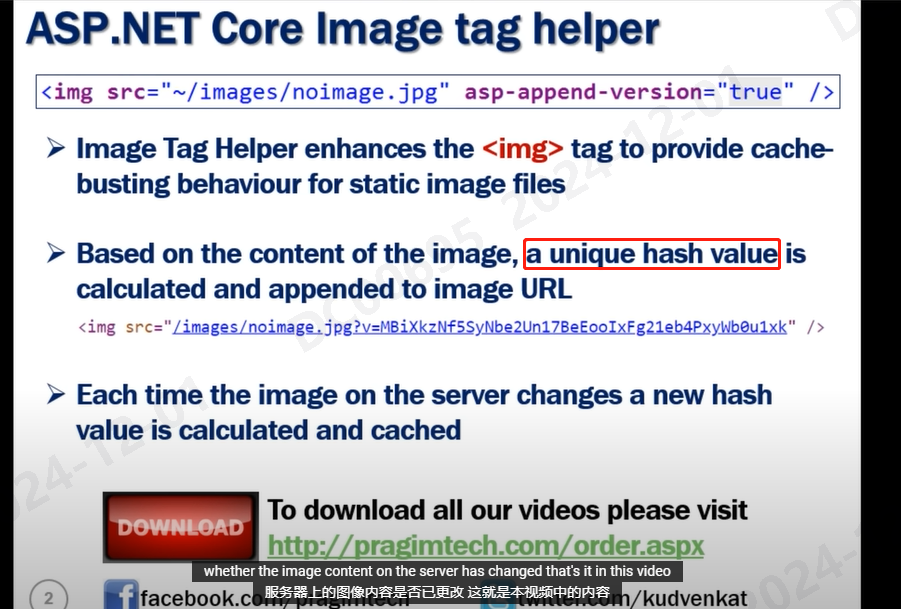 ASP.NET Core Image tag helper
<img src="~/images/noimage.jpg" asp-append-version="true" />
Image Tag Helper enhances the <img> tag to provide cache-
busting behaviour for static image files
Based on the content of the image, a unique hash value is
calculated and appended to image URL
<img src="/images/noimage.jpg?v=MBiXkzNf5SyNbe2Un17BeEooIxFg21eb4PxyWb0u1xk" />
Each time the image on the server changes a new hash
value is calculated and cached
DOWNLOAD
To download all our videos please visit
http://pragimtech.com/order.aspx
whether the image content on the server has changed that's it in this video
服务器上的图像内容是否已更改 这就是本视频中的内容
2
facebook.com/pragimtech
twitter.com/kudvenkat
DC00695 2024-12-01
2024-12-01